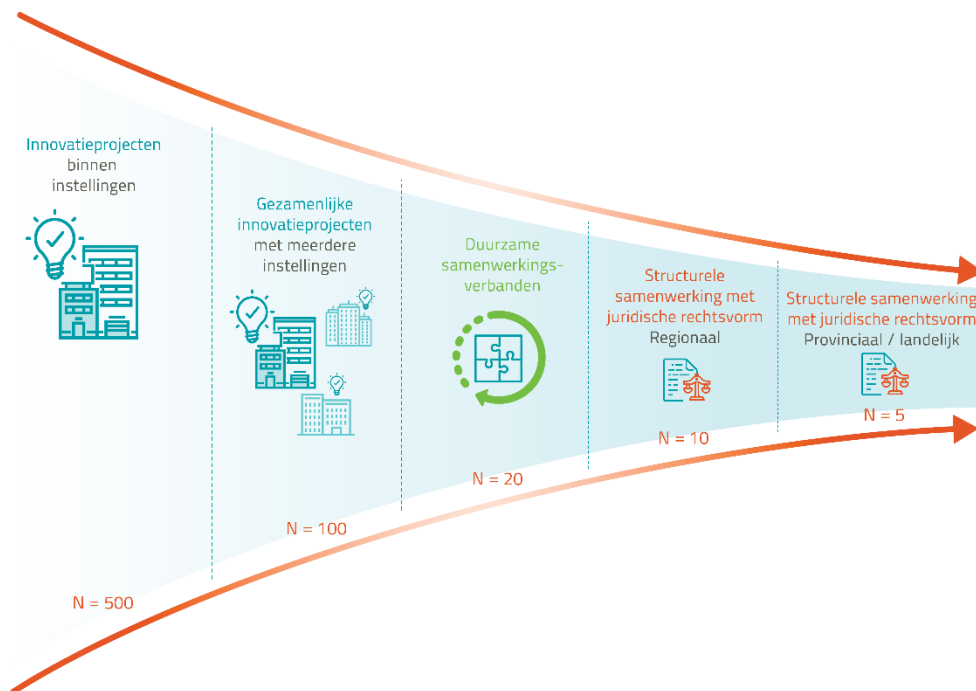 Innovatieprojecten
binnen
instellingen
N = 500
Gezamenlijke
innovatieprojecten
met meerdere
instellingen
N = 100
Duurzame
samenwerkings-
verbanden
N = 20
Structurele
samenwerking met
juridische rechtsvorm
Regionaal
N = 10
Structurele samenwerking
met juridische rechtsvorm
Provinciaal / landelijk
N = 5